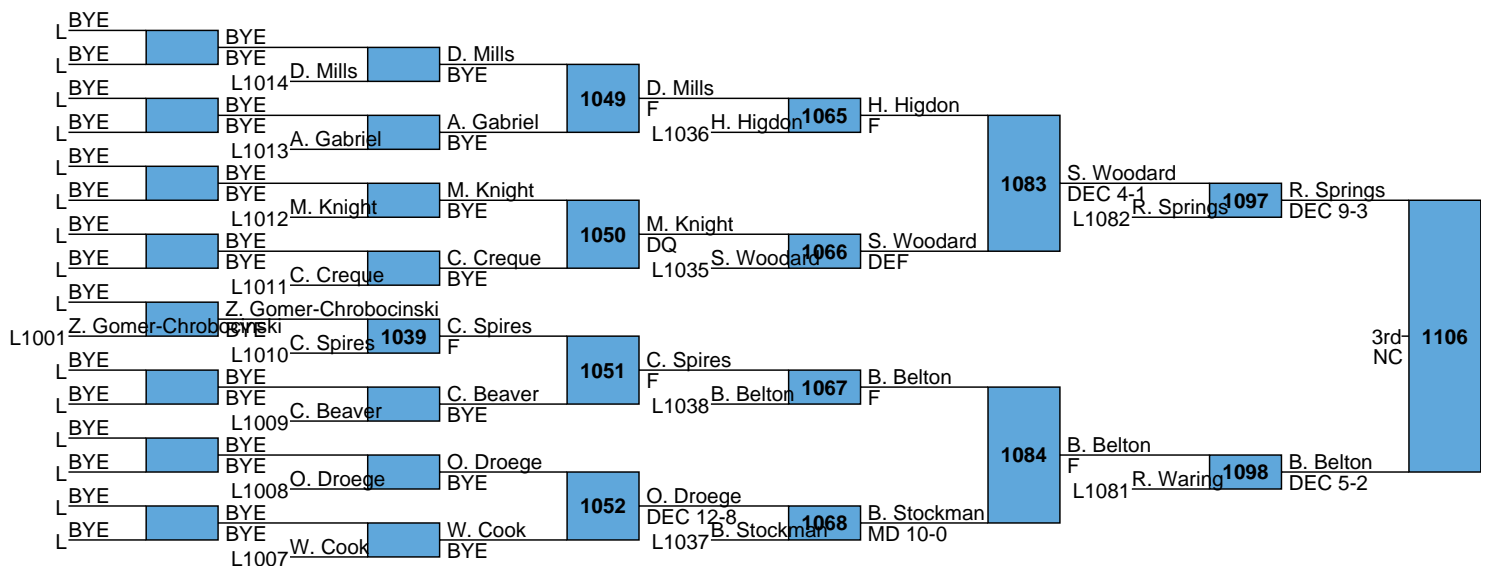 BYE
L
BYE
BYE
BYE
L
L1014
D. Mills
D. Mills
BYE
BYE
L
BYE
BYE
BYE
L
L1013
A. Gabriel
A. Gabriel
BYE
1049
D. Mills
F
L1036
H. Higdon
1065
H. Higdon
F
BYE
L
BYE
BYE
BYE
L
L1012
M. Knight
M. Knight
BYE
BYE
L
BYE
BYE
BYE
L
L1011
C. Creque
C. Creque
BYE
1050
M. Knight
DQ
L1035
S. Woodard
1066
S. Woodard
DEF
1083
S. Woodard
DEC 4-1
L1082
R. Springs
1097
R. Springs
DEC 9-3
BYE
L
L1001
Z. Gomer-Chrobocinski
Z. Gomer-Chrobocinski
BYE
L1010
C. Spires
1039
C. Spires
F
BYE
L
BYE
BYE
BYE
L
L1009
C. Beaver
C. Beaver
BYE
1051
C. Spires
F
L1038
B. Belton
1067
B. Belton
F
BYE
L
BYE
BYE
BYE
L
L1008
O. Droege
O. Droege
BYE
BYE
L
BYE
BYE
BYE
L
L1007
W. Cook
W. Cook
BYE
1052
O. Droege
DEC 12-8
L1037
B. Stockman
1068
B. Stockman
MD 10-0
1084
B. Belton
F
L1081
R. Waring
1098
B. Belton
DEC 5-2
3rd
NC
1106